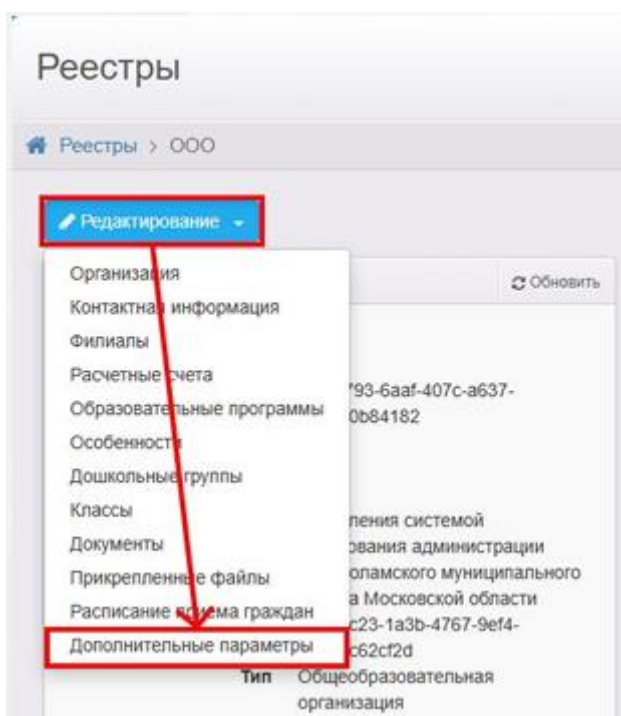 Реестры
Реестры > ООО
Редактирование
Организация
Обновить
Контактная информация
Филиалы
Расчетные счета
'93-6aaf-407c-a637-
Образовательные программы
0b84182
Особенности
Дошкольные группы
Классы
ления системой
Документы
ования администрации
Прикрепленные файлы
оламского муниципального
Расписание приема граждан
а Московской области
c23-1a3b-4767-9ef4-
Дополнительные параметры
c62cf2d
Тип Общеобразовательная
организация